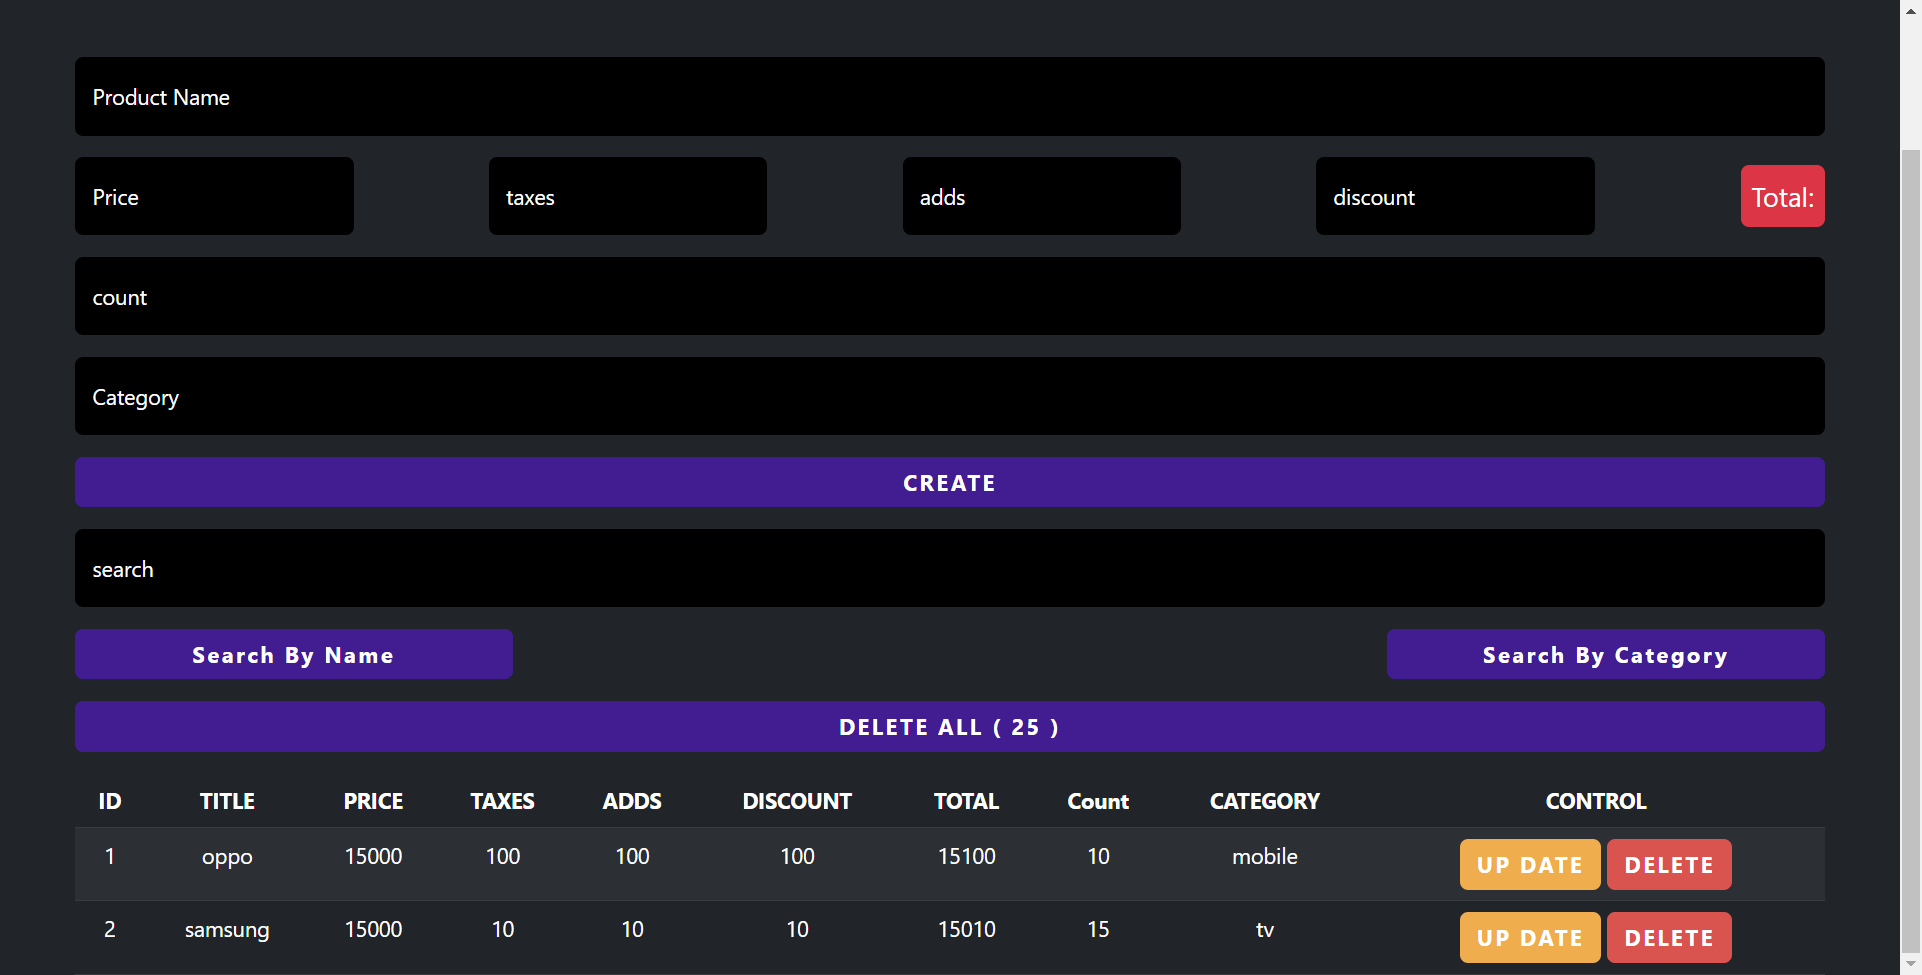 Product Name
Price taxes adds discount Total:
count
Category
CREATE
search
Search By Name Search By Category
DELETE ALL ( 25 )
ID TITLE PRICE TAXES ADDS DISCOUNT TOTAL Count CATEGORY CONTROL
1 oppo 15000 100 100 100 15100 10 mobile UP DATE DELETE
2 samsung 15000 10 10 10 15010 15 tv UP DATE DELETE